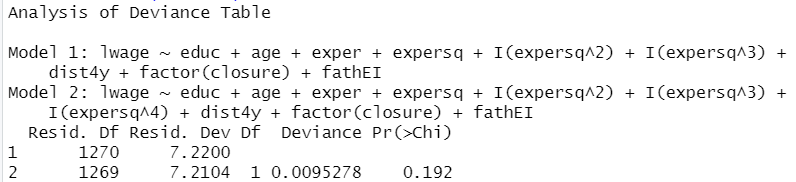 Analysis of Deviance Table
Model 1: lwage ~ educ + age + exper + expersq + I(expersq^2) + I(expersq^3) +
dist4y + factor(closure) + fathEI
Model 2: lwage ~ educ + age + exper + expersq + I(expersq^2) + I(expersq^3) +
I(expersq^4) + dist4y + factor(closure) + fathEI
Resid. Df Resid. Dev Df Deviance Pr(>Chi)
1 1270 7.2200
2 1269 7.2104 1 0.0095278 0.192